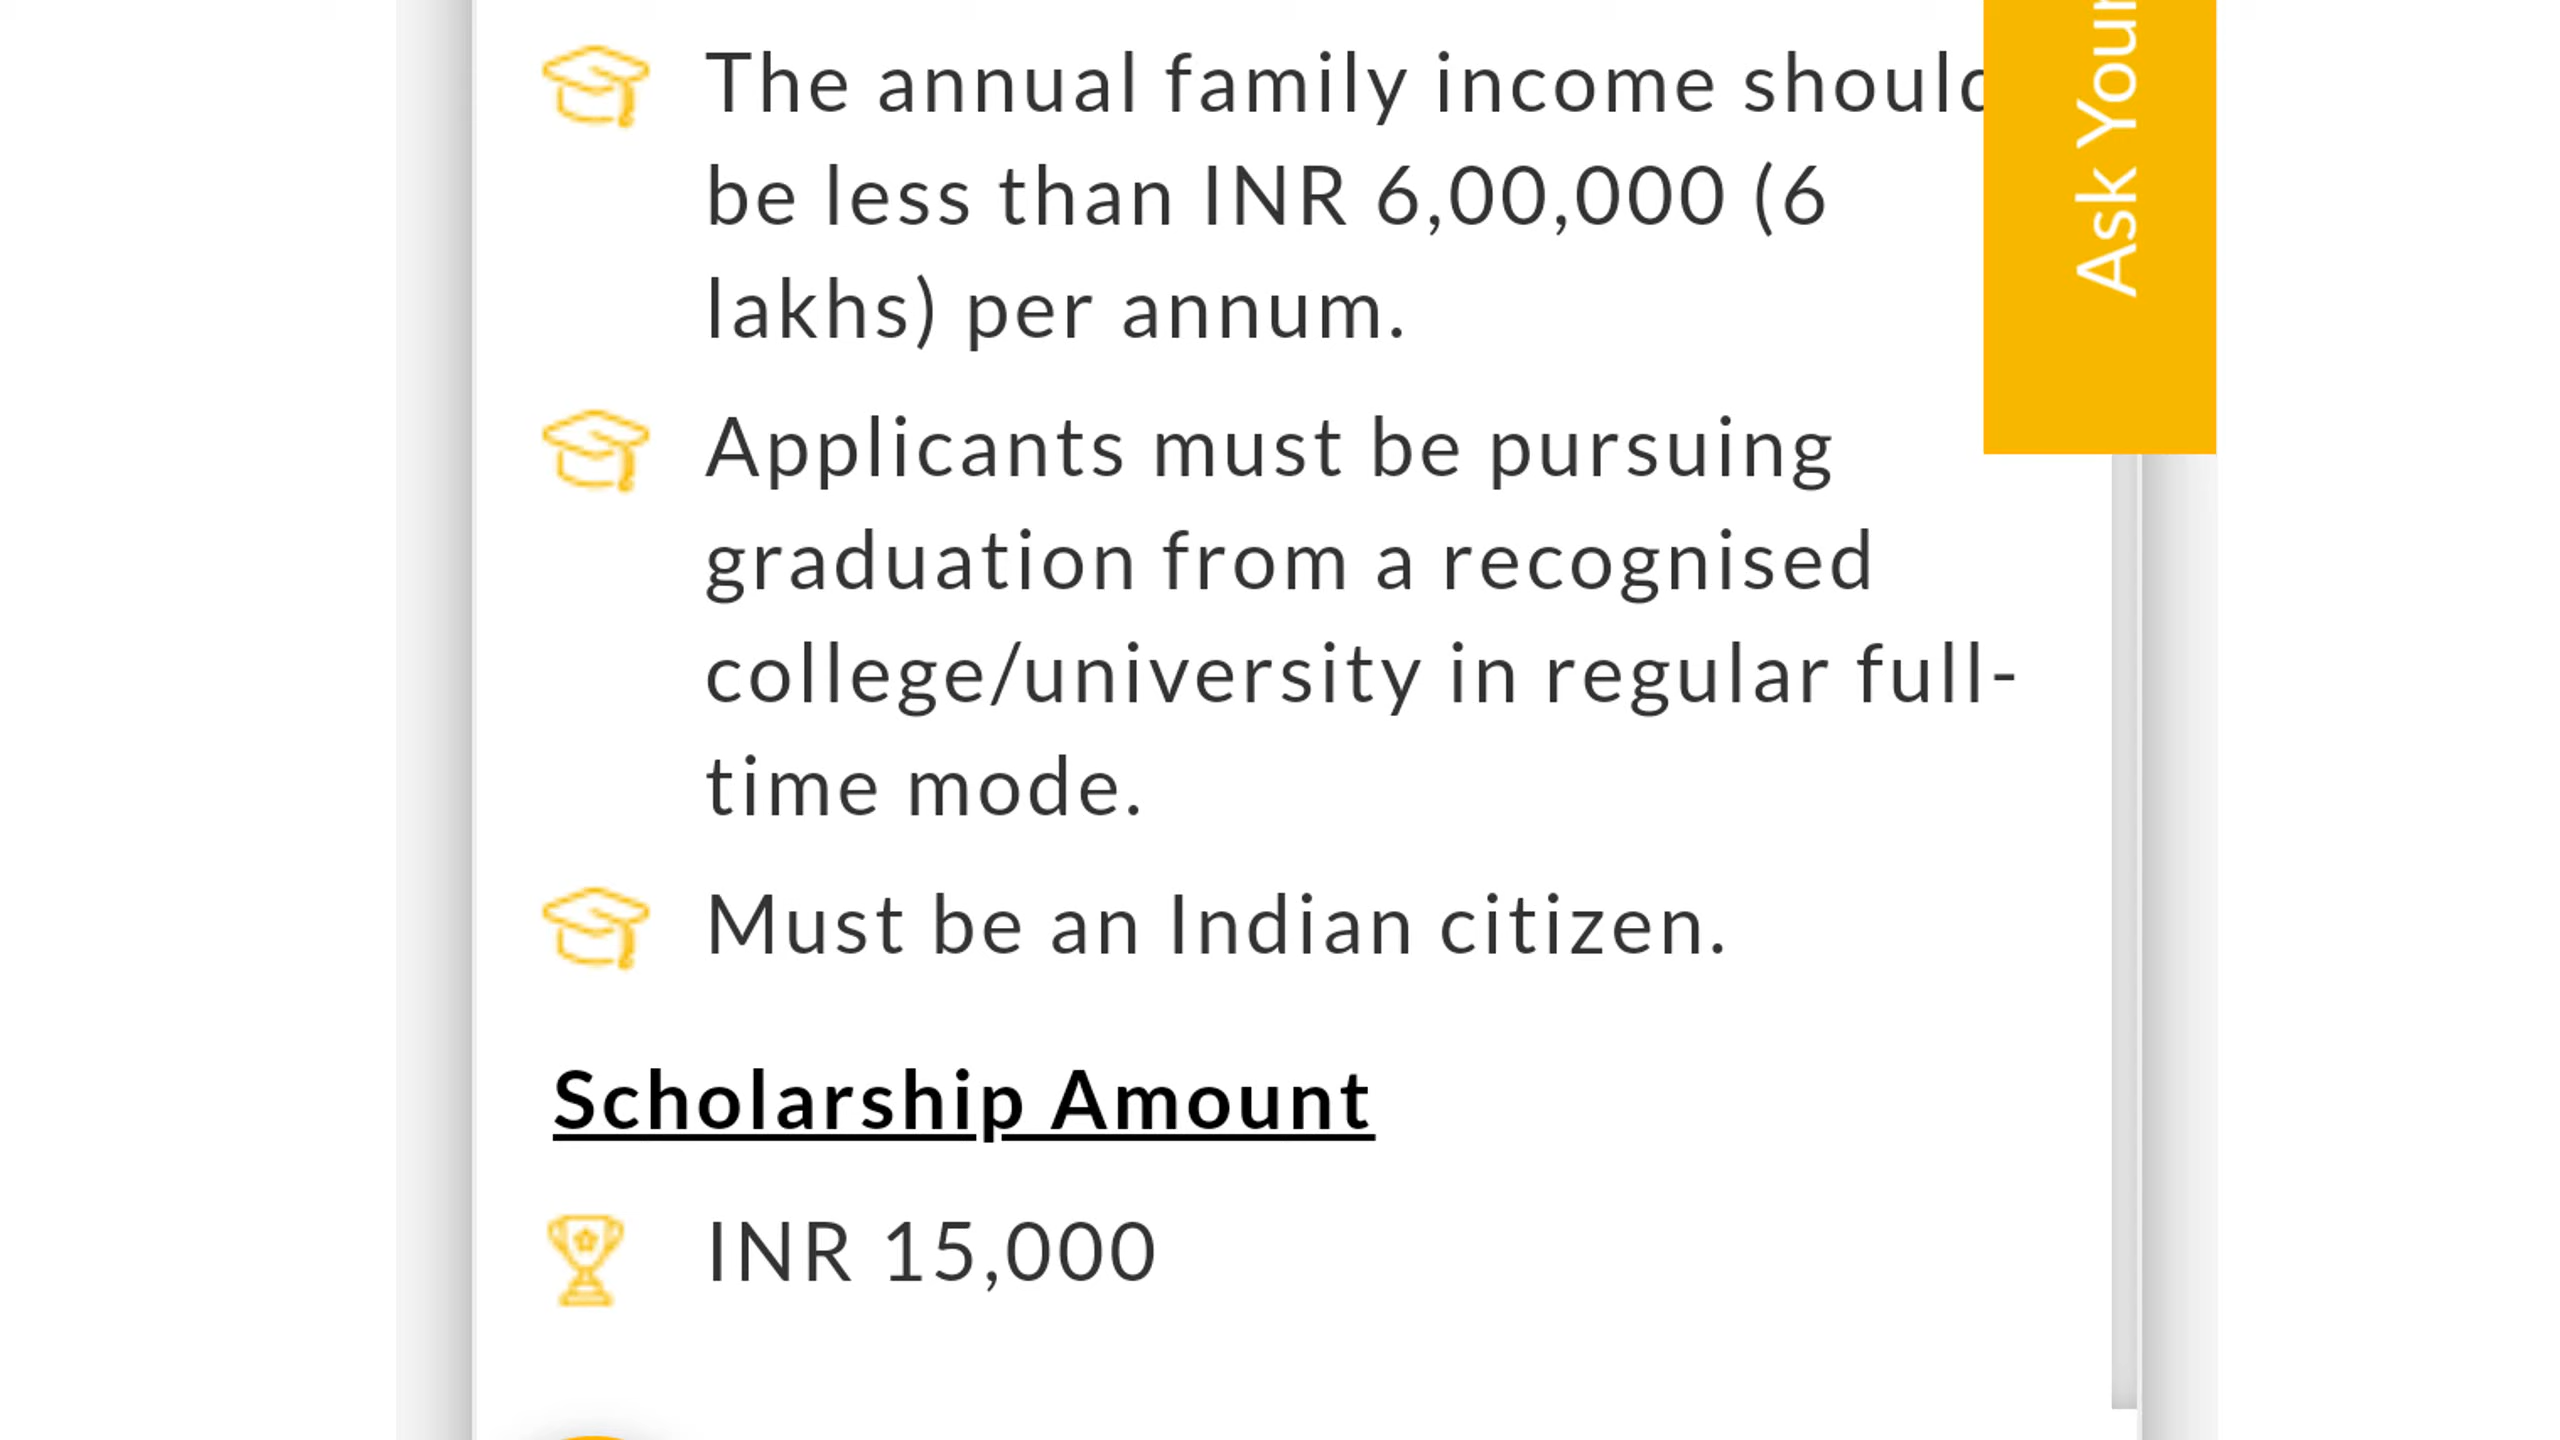 The annual family income should
be less than INR 6,00,000 (6
lakhs) per annum.
Applicants must be pursuing
graduation from a recognised
college/university in regular full-
time mode.
Must be an Indian citizen.
Scholarship Amount
INR 15,000
Ask Your